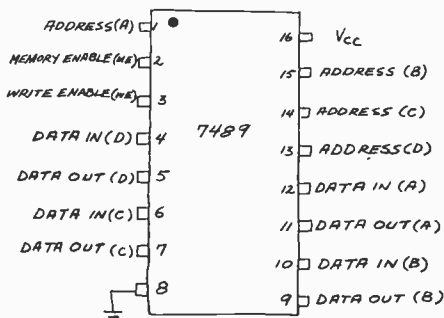 ADDRESS(A) 1
MEMORY ENABLE(ME) 2
WRITE ENABLE(WE) 3
DATA IN(D) 4
DATA OUT (D) 5
DATA IN(C) 6
DATA OUT (C) 7
8
7489
16 VCC
15 ADDRESS (B)
14 ADDRESS (C)
13 ADDRESS(D)
12 DATA IN (A)
11 DATA OUT(A)
10 DATA IN (B)
9 DATA OUT (B)